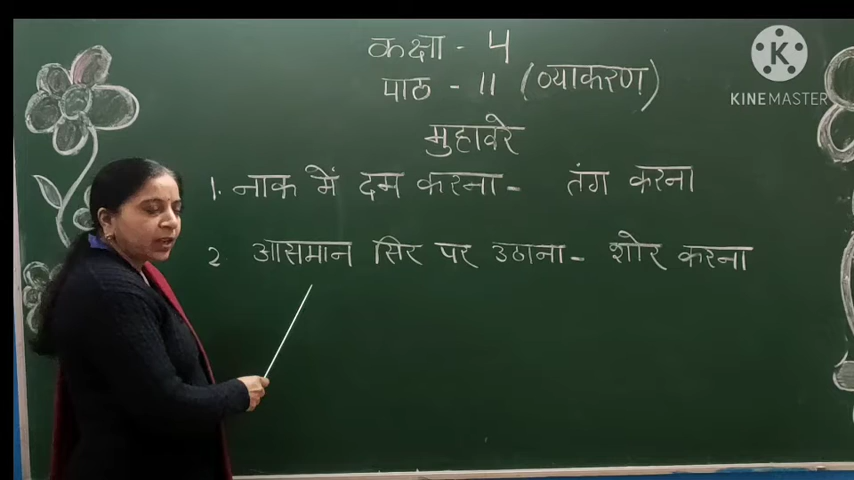 कक्षा - 4
पाठ - 11 (व्याकरण)
मुहावरे
1. नाक में दम करना - तंग करना
2. आसमान सिर पर उठाना - शोर करना
K
KINEMASTER